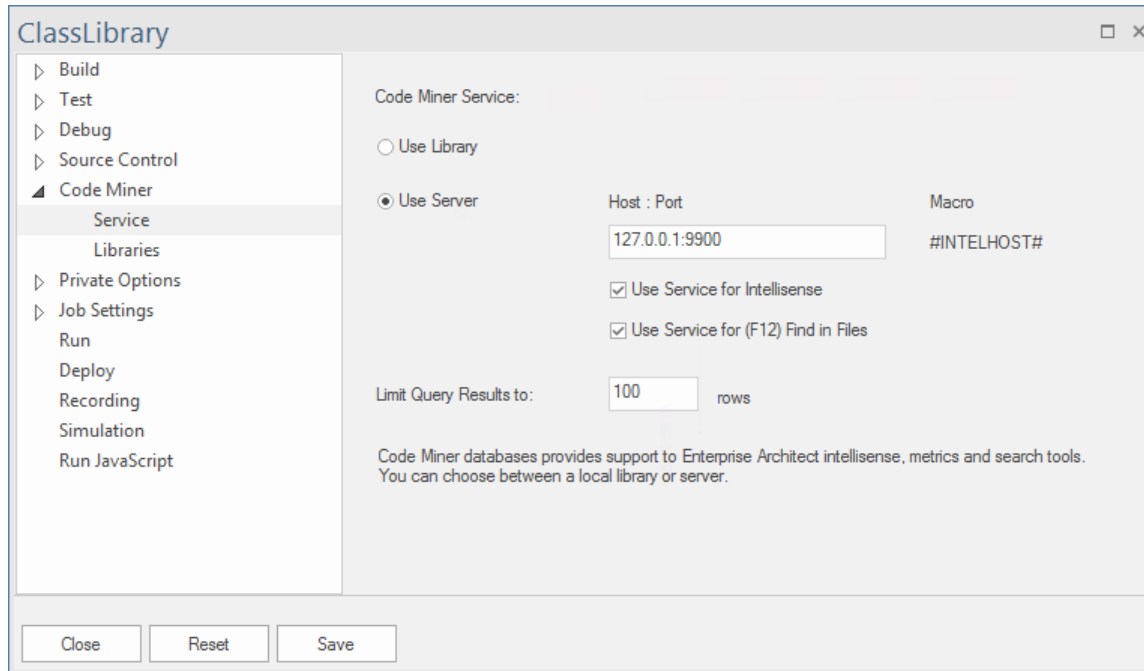 ClassLibrary
Build
Test
Debug
Source Control
Code Miner
Service
Libraries
Private Options
Job Settings
Run
Deploy
Recording
Simulation
Run JavaScript
Code Miner Service:
Use Library
Use Server Host : Port Macro
127.0.0.1:9900 #INTELHOST#
Use Service for Intellisense
Use Service for (F12) Find in Files
Limit Query Results to: 100 rows
Code Miner databases provides support to Enterprise Architect intellisense, metrics and search tools.
You can choose between a local library or server.
Close Reset Save